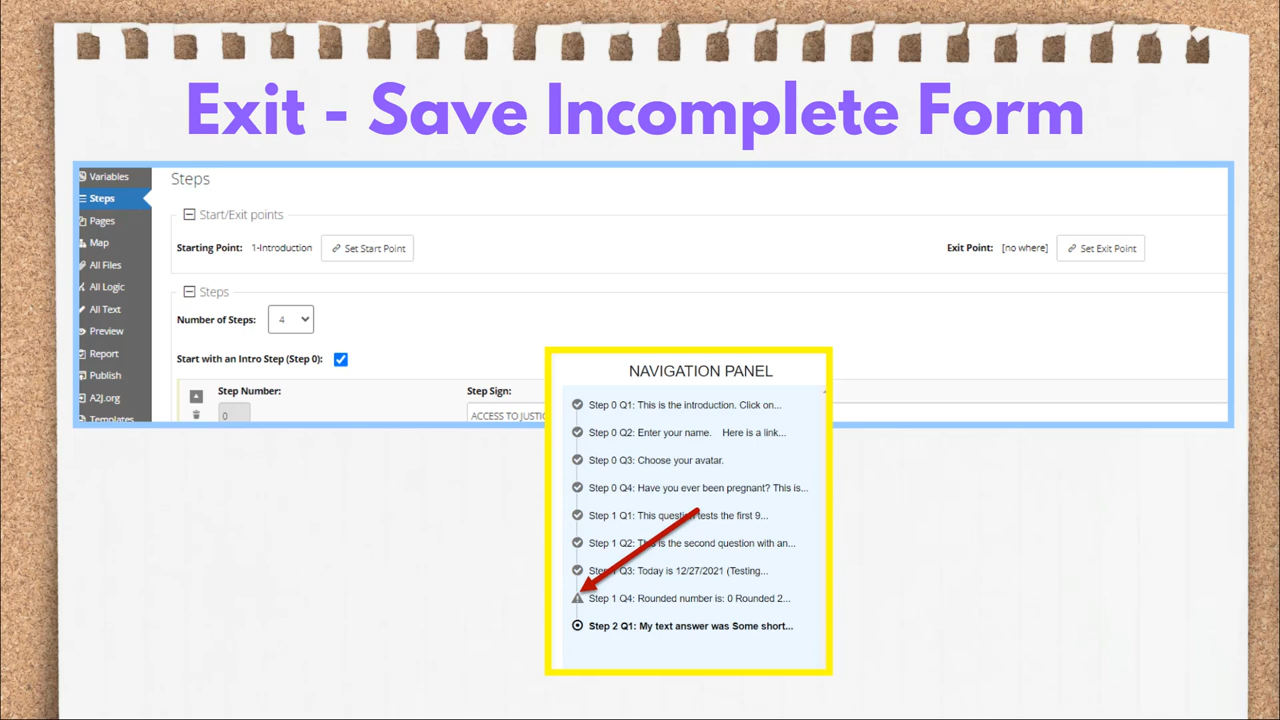 Exit - Save Incomplete Form
Variables
Steps
Pages
Map
All Files
All Logic
All Text
Preview
Report
Publish
A2J.org
Templates
Steps
Start/Exit points
Starting Point: 1-Introduction Set Start Point Exit Point: [no where] Set Exit Point
Steps
Number of Steps: 4
Start with an Intro Step (Step 0):
Step Number: Step Sign:
0 ACCESS TO
NAVIGATION PANEL
Step 0 Q1: This is the introduction. Click on...
Step 0 Q2: Enter your name. Here is a link...
Step 0 Q3: Choose your avatar.
Step 0 Q4: Have you ever been pregnant? This is...
Step 1 Q1: This question tests the first 9...
Step 1 Q2: This is the second question with an...
Step 1 Q3: Today is 12/27/2021 (Testing...
Step 1 Q4: Rounded number is: 0 Rounded 2...
Step 2 Q1: My text answer was Some short...